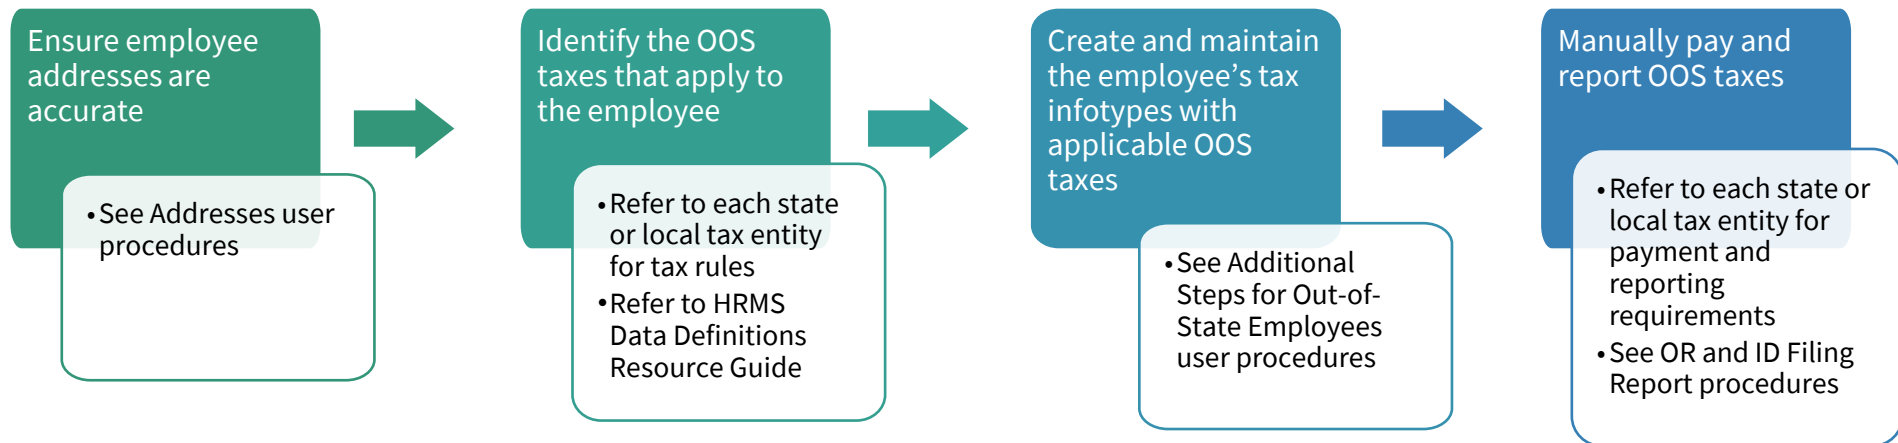 Ensure employee
addresses are
accurate
•See Addresses user
procedures
Identify the OOS
taxes that apply to
the employee
•Refer to each state
or local tax entity
for tax rules
•Refer to HRMS
Data Definitions
Resource Guide
Create and maintain
the employee’s tax
infotypes with
applicable OOS
taxes
•See Additional
Steps for Out-of-
State Employees
user procedures
Manually pay and
report OOS taxes
•Refer to each state or
local tax entity for
payment and
reporting
requirements
•See OR and ID Filing
Report procedures